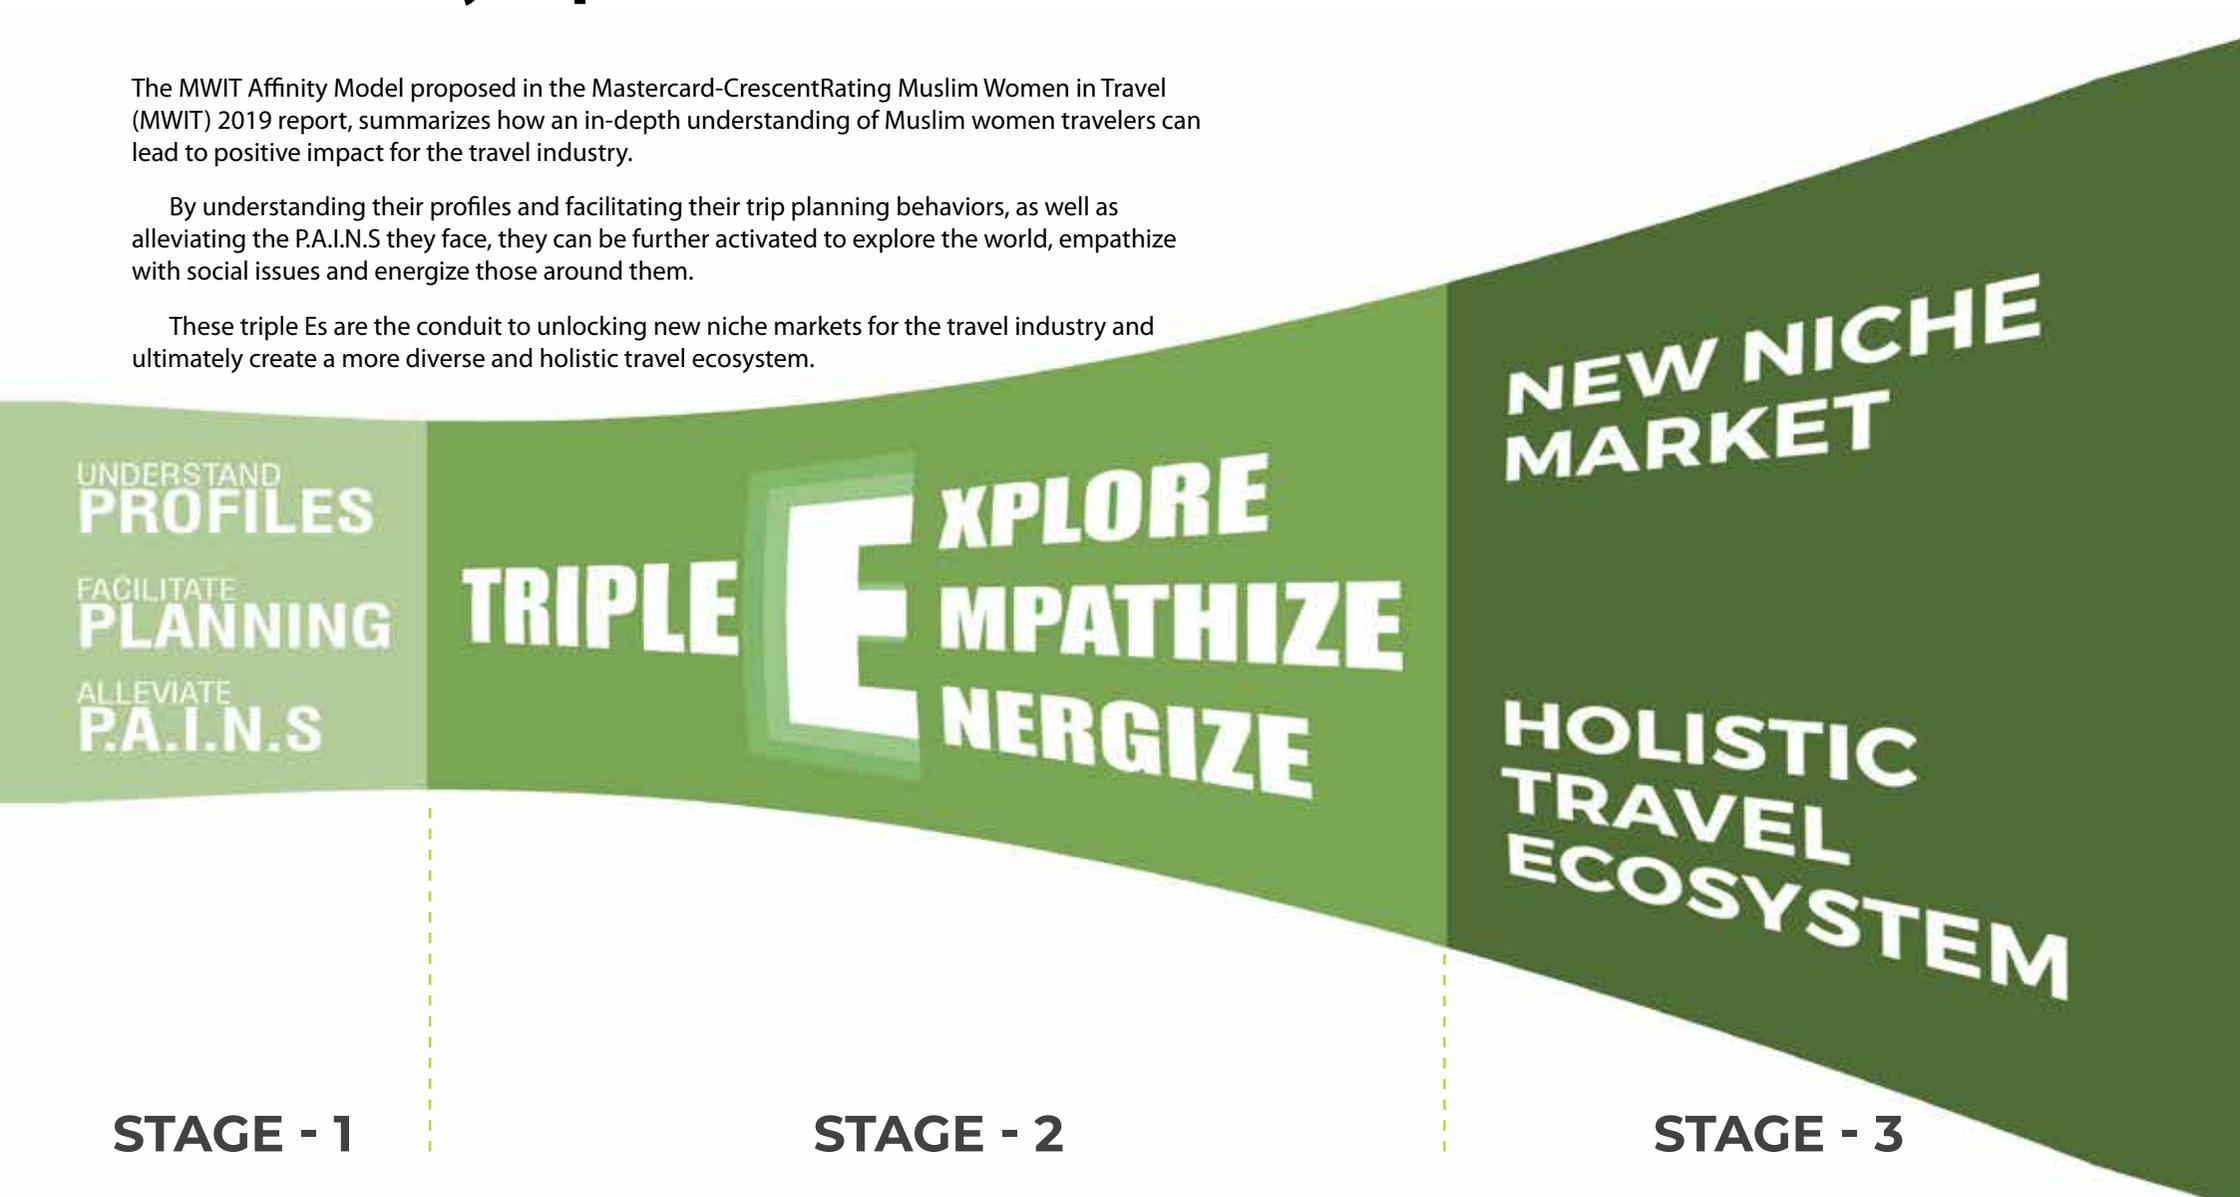 The MWIT Affinity Model proposed in the Mastercard-CrescentRating Muslim Women in Travel
(MWIT) 2019 report, summarizes how an in-depth understanding of Muslim women travelers can
lead to positive impact for the travel industry.
By understanding their profiles and facilitating their trip planning behaviors, as well as
alleviating the P.A.I.N.S they face, they can be further activated to explore the world, empathize
with social issues and energize those around them.
These triple Es are the conduit to unlocking new niche markets for the travel industry and
ultimately create a more diverse and holistic travel ecosystem.
UNDERSTAND
PROFILES
FACILITATE
PLANNING
ALLEVIATE
P.A.I.N.S
TRIPLE E
XPLORE
MPATHIZE
NERGIZE
NEW NICHE
MARKET
HOLISTIC
TRAVEL
ECOSYSTEM
STAGE - 1
STAGE - 2
STAGE - 3